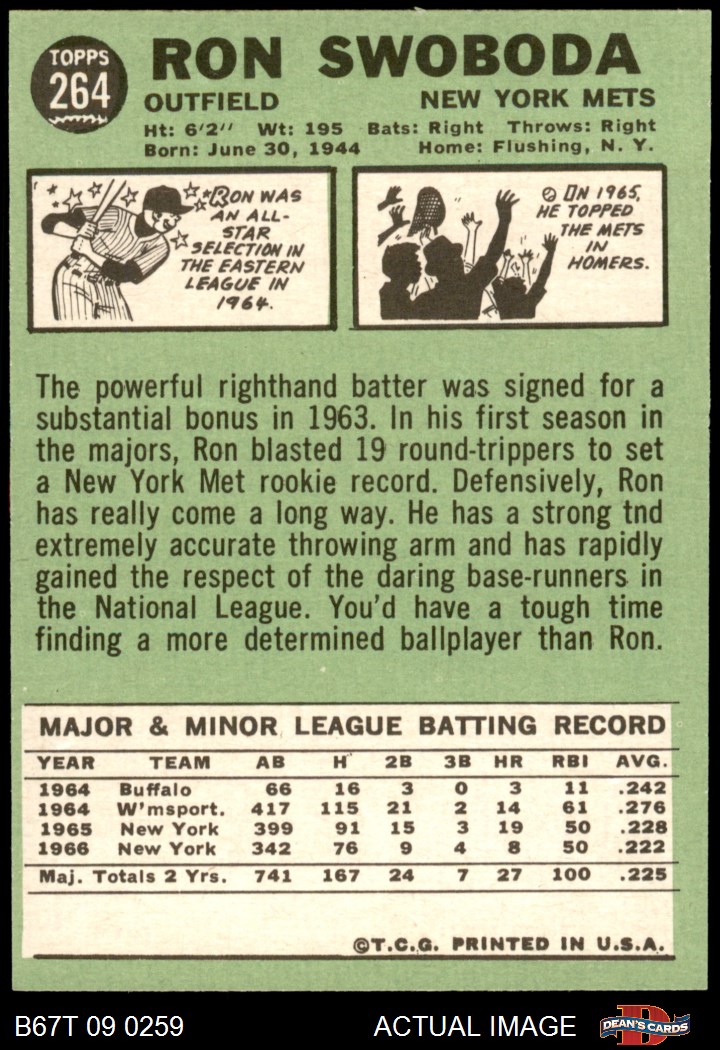 TOPPS
264
RON SWOBODA
OUTFIELD NEW YORK METS
Ht: 6'2" Wt: 195 Bats: Right Throws: Right
Born: June 30, 1944 Home: Flushing, N. Y.
RON WAS
AN ALL-
STAR
SELECTION IN
THE EASTERN
LEAGUE IN
1964.
IN 1965,
HE TOPPED
THE METS
IN
HOMERS.
The powerful righthand batter was signed for a
substantial bonus in 1963. In his first season in
the majors, Ron blasted 19 round-trippers to set
a New York Met rookie record. Defensively, Ron
has really come a long way. He has a strong tnd
extremely accurate throwing arm and has rapidly
gained the respect of the daring base-runners in
the National League. You'd have a tough time
finding a more determined ballplayer than Ron.
MAJOR & MINOR LEAGUE BATTING RECORD
YEAR TEAM AB H 2B 3B HR RBI AVG.
1964 Buffalo 66 16 3 0 3 11 .242
1964 W'msport. 417 115 21 2 14 61 .276
1965 New York 399 91 15 3 19 50 .228
1966 New York 342 76 9 4 8 50 .222
Maj. Totals 2 Yrs. 741 167 24 7 27 100 .225
©T.C.G. PRINTED IN U.S.A.
B67T 09 0259 ACTUAL IMAGE DEAN'S CARDS